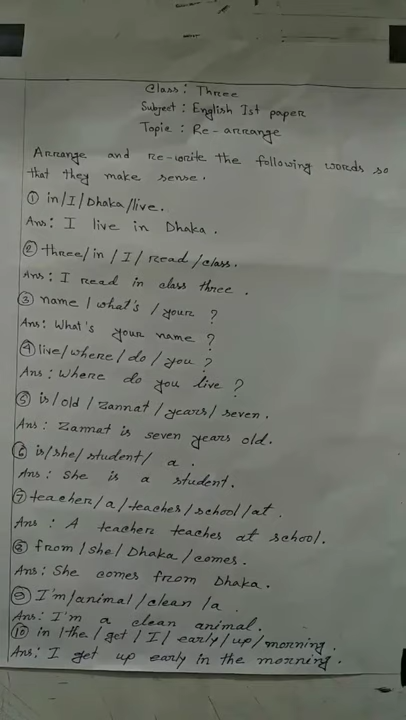 Class: Three
Subject: English Ist paper
Topic: Re-arrange
Arrange and re-write the following words so
that they make sense.
① in/I/Dhaka/live.
Ans: I live in Dhaka.
② three/in/I/read/class.
Ans: I read in class three.
③ name/what's/your?
Ans: What's your name?
④ live/where/do/you?
Ans: Where do you live?
⑤ is/old/Zannat/years/seven.
Ans: Zannat is seven years old.
⑥ is/she/student/a.
Ans: She is a student.
⑦ teacher/a/teaches/school/at.
Ans: A teacher teaches at school.
⑧ from/she/Dhaka/comes.
Ans: She comes from Dhaka.
⑨ I'm/animal/clean/a
Ans: I'm a clean animal.
⑩ in/the/get/I/early/up/morning.
Ans: I get up early in the morning.